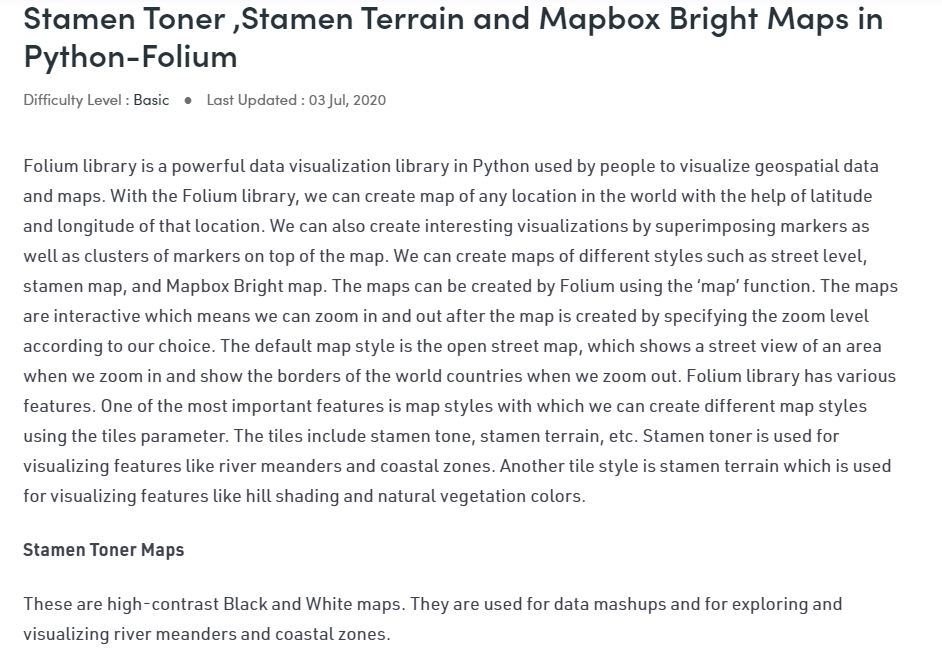 Stamen Toner ,Stamen Terrain and Mapbox Bright Maps in
Python-Folium
Difficulty Level : Basic ● Last Updated : 03 Jul, 2020
Folium library is a powerful data visualization library in Python used by people to visualize geospatial data
and maps. With the Folium library, we can create map of any location in the world with the help of latitude
and longitude of that location. We can also create interesting visualizations by superimposing markers as
well as clusters of markers on top of the map. We can create maps of different styles such as street level,
stamen map, and Mapbox Bright map. The maps can be created by Folium using the ‘map’ function. The maps
are interactive which means we can zoom in and out after the map is created by specifying the zoom level
according to our choice. The default map style is the open street map, which shows a street view of an area
when we zoom in and show the borders of the world countries when we zoom out. Folium library has various
features. One of the most important features is map styles with which we can create different map styles
using the tiles parameter. The tiles include stamen tone, stamen terrain, etc. Stamen toner is used for
visualizing features like river meanders and coastal zones. Another tile style is stamen terrain which is used
for visualizing features like hill shading and natural vegetation colors.
Stamen Toner Maps
These are high-contrast Black and White maps. They are used for data mashups and for exploring and
visualizing river meanders and coastal zones.